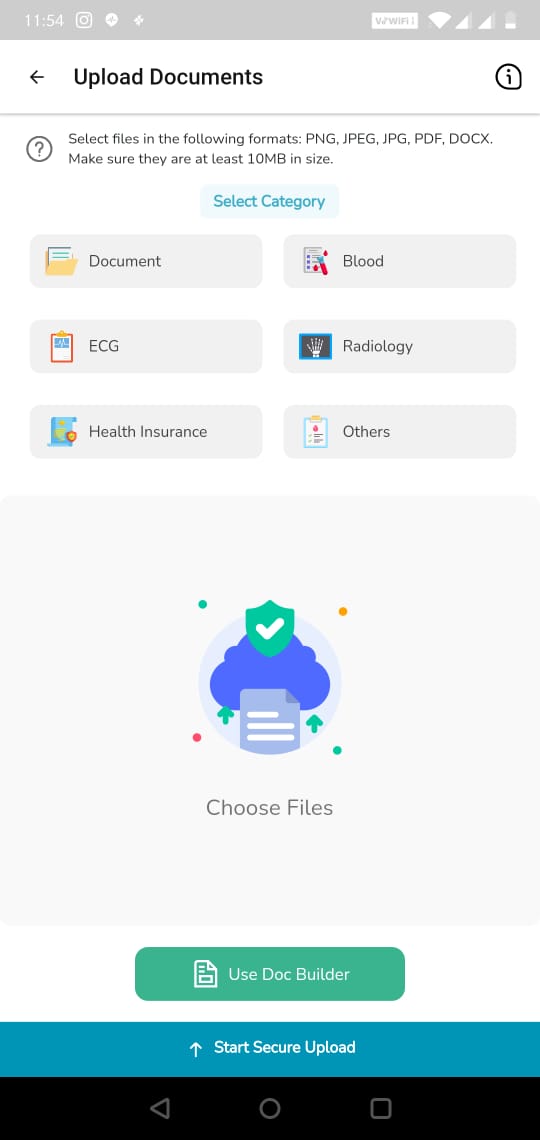 11:54
VoWiFi
Upload Documents
Select files in the following formats: PNG, JPEG, JPG, PDF, DOCX.
Make sure they are at least 10MB in size.
Select Category
Document
Blood
ECG
Radiology
Health Insurance
Others
Choose Files
Use Doc Builder
Start Secure Upload